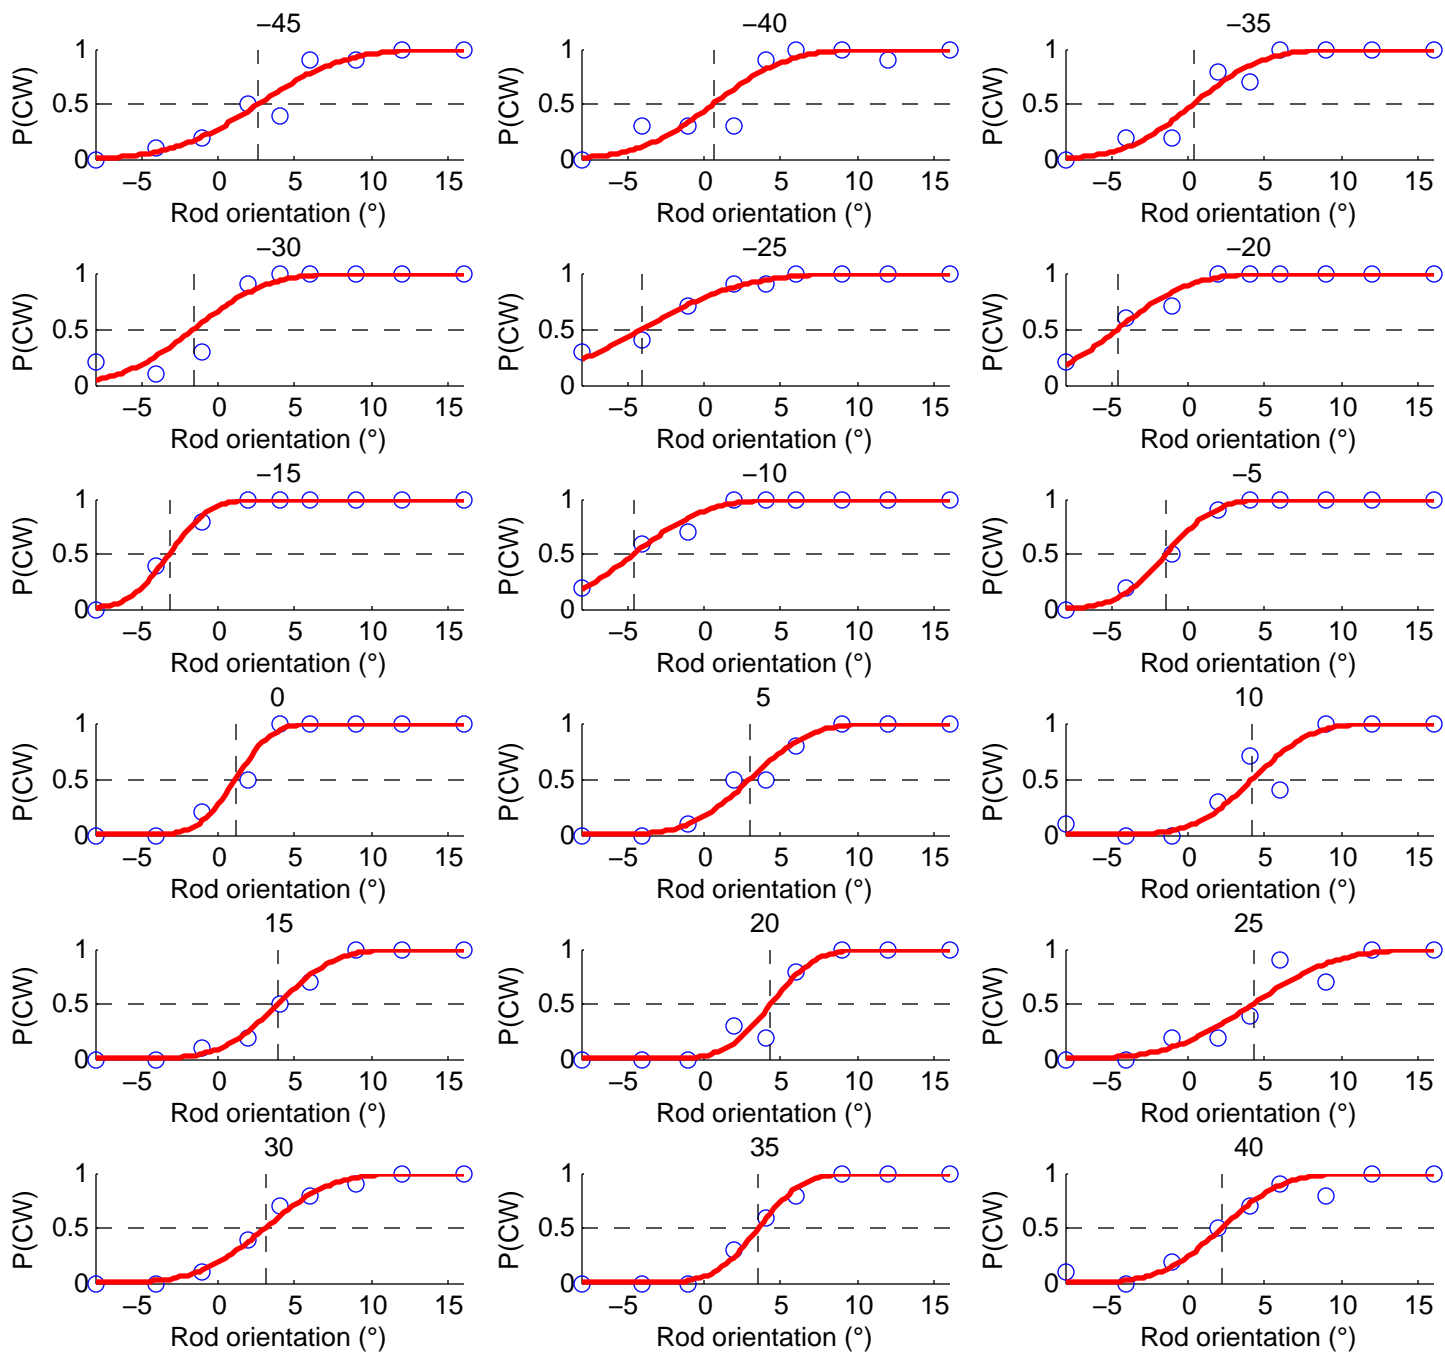 −45 −40 −35
1 1 1
P(CW) 0.5 P(CW) 0.5 P(CW) 0.5
0 0 0
−5 0 5 10 15 −5 0 5 10 15 −5 0 5 10 15
Rod orientation (°) Rod orientation (°) Rod orientation (°)
−30 −25 −20
1 1 1
P(CW) 0.5 P(CW) 0.5 P(CW) 0.5
0 0 0
−5 0 5 10 15 −5 0 5 10 15 −5 0 5 10 15
Rod orientation (°) Rod orientation (°) Rod orientation (°)
−15 −10 −5
1 1 1
P(CW) 0.5 P(CW) 0.5 P(CW) 0.5
0 0 0
−5 0 5 10 15 −5 0 5 10 15 −5 0 5 10 15
Rod orientation (°) Rod orientation (°) Rod orientation (°)
0 5 10
1 1 1
P(CW) 0.5 P(CW) 0.5 P(CW) 0.5
0 0 0
−5 0 5 10 15 −5 0 5 10 15 −5 0 5 10 15
Rod orientation (°) Rod orientation (°) Rod orientation (°)
15 20 25
1 1 1
P(CW) 0.5 P(CW) 0.5 P(CW) 0.5
0 0 0
−5 0 5 10 15 −5 0 5 10 15 −5 0 5 10 15
Rod orientation (°) Rod orientation (°) Rod orientation (°)
30 35 40
1 1 1
P(CW) 0.5 P(CW) 0.5 P(CW) 0.5
0 0 0
−5 0 5 10 15 −5 0 5 10 15 −5 0 5 10 15
Rod orientation (°) Rod orientation (°) Rod orientation (°)